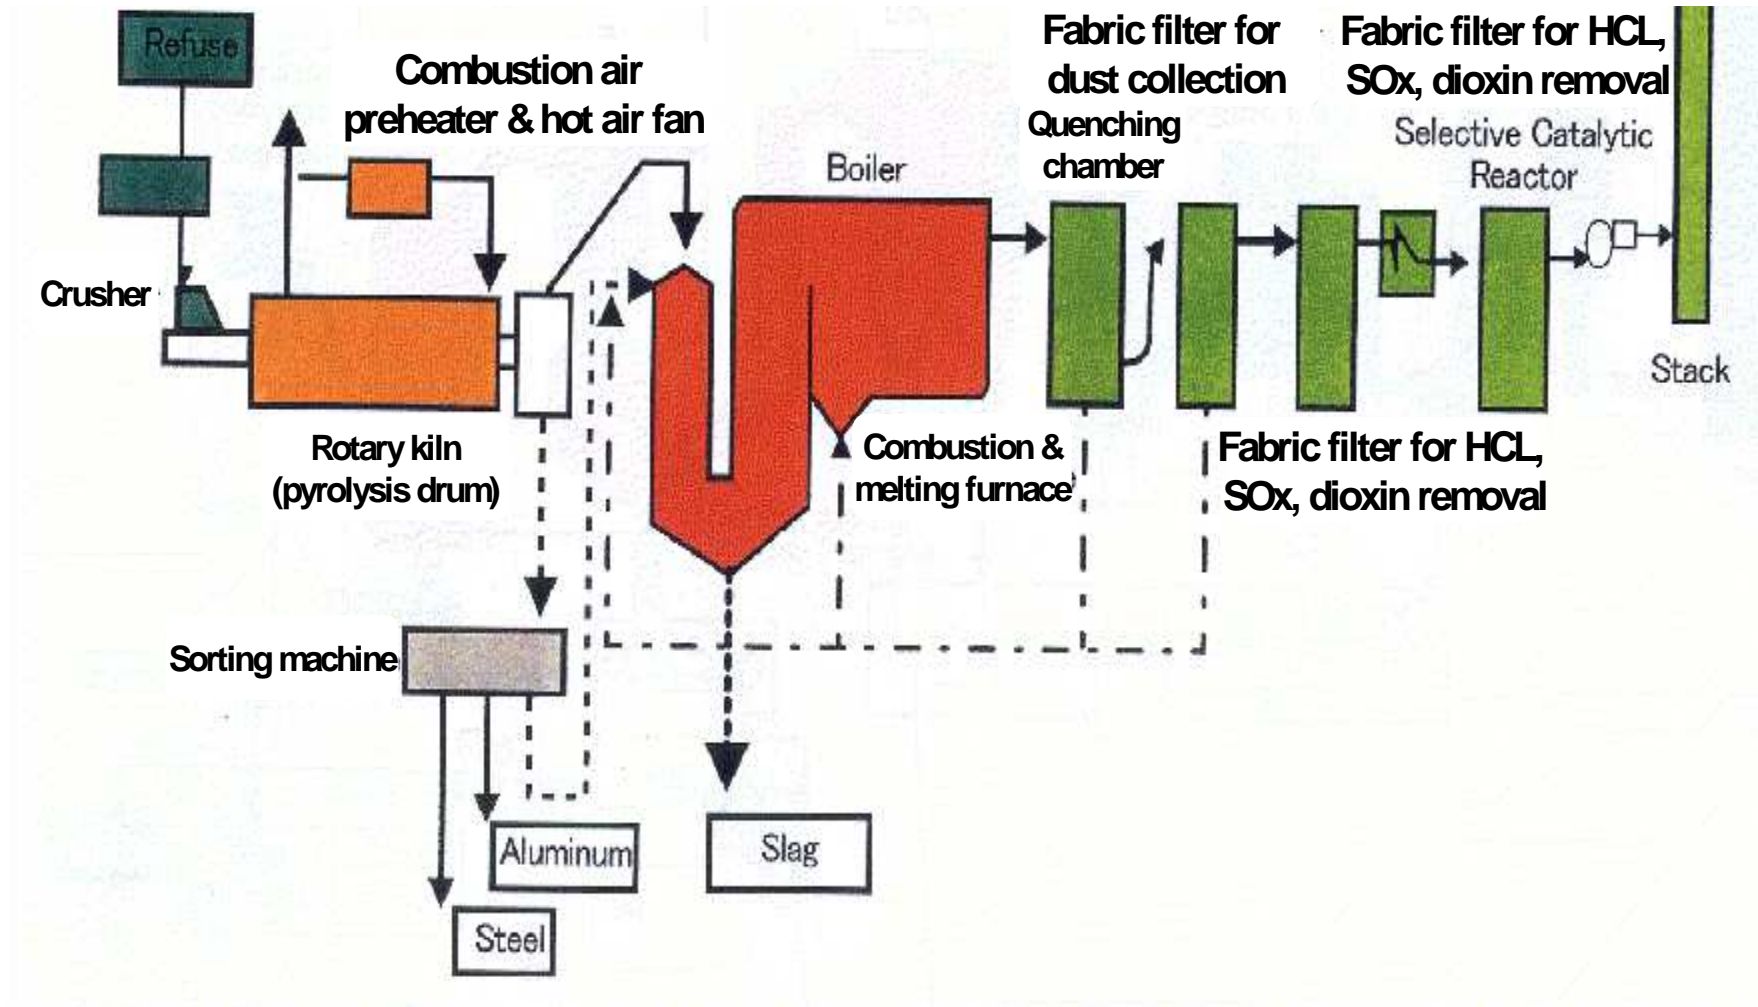 Refuse
Combustion air
preheater & hot air fan
Fabric filter for
dust collection
Quenching
chamber
Fabric filter for HCL,
SOx, dioxin removal
Selective Catalytic
Reactor
Boiler
Crusher
Stack
Rotary kiln
(pyrolysis drum)
Combustion &
melting furnace
Fabric filter for HCL,
SOx, dioxin removal
Sorting machine
Aluminum
Slag
Steel